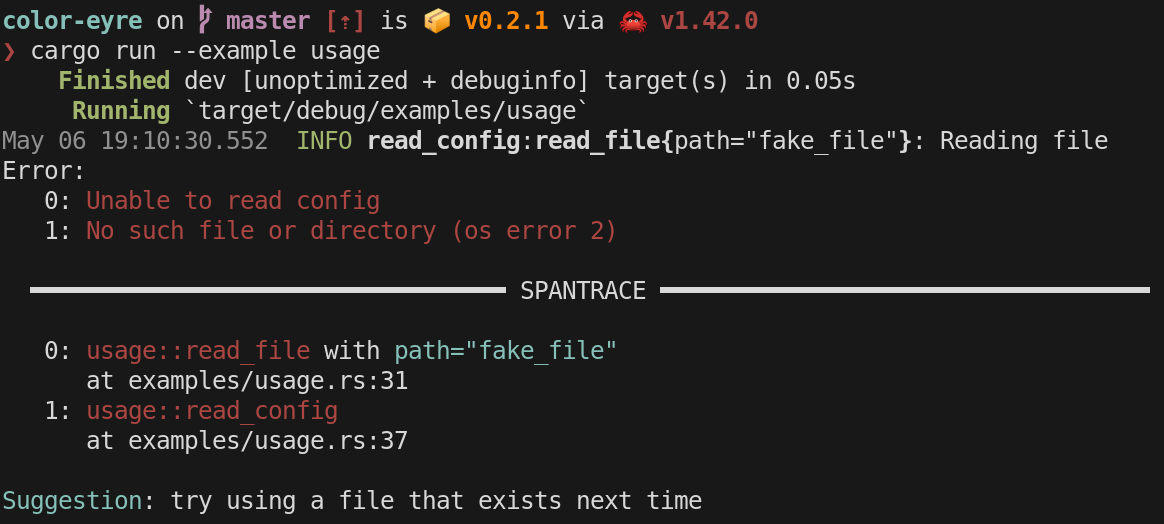 color-eyre on master [⇡] is 📦 v0.2.1 via 🦀 v1.42.0
❯ cargo run --example usage
    Finished dev [unoptimized + debuginfo] target(s) in 0.05s
     Running `target/debug/examples/usage`
May 06 19:10:30.552  INFO read_config:read_file{path="fake_file"}: Reading file
Error:
   0: Unable to read config
   1: No such file or directory (os error 2)
SPANTRACE
   0: usage::read_file with path="fake_file"
      at examples/usage.rs:31
   1: usage::read_config
      at examples/usage.rs:37
Suggestion: try using a file that exists next time